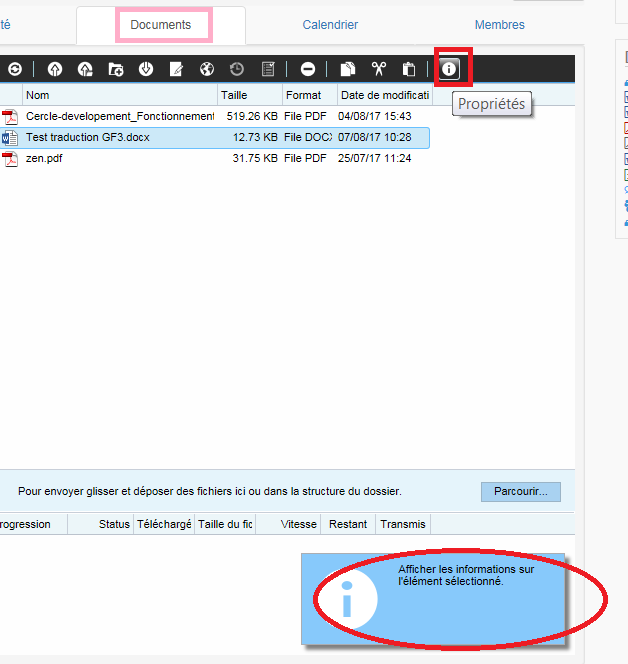 té Documents Calendrier Membres
Propriétés
Nom Taille Format Date de modificati
Cercle-developement_Fonctionnement 519.26 KB File PDF 04/08/17 15:43
Test traduction GF3.docx 12.73 KB File DOCX 07/08/17 10:28
zen.pdf 31.75 KB File PDF 25/07/17 11:24
Pour envoyer glisser et déposer des fichiers ici ou dans la structure du dossier. Parcourir...
rogression Status Téléchargé Taille du fic Vitesse Restant Transmis
Afficher les informations sur
l'élément sélectionné.